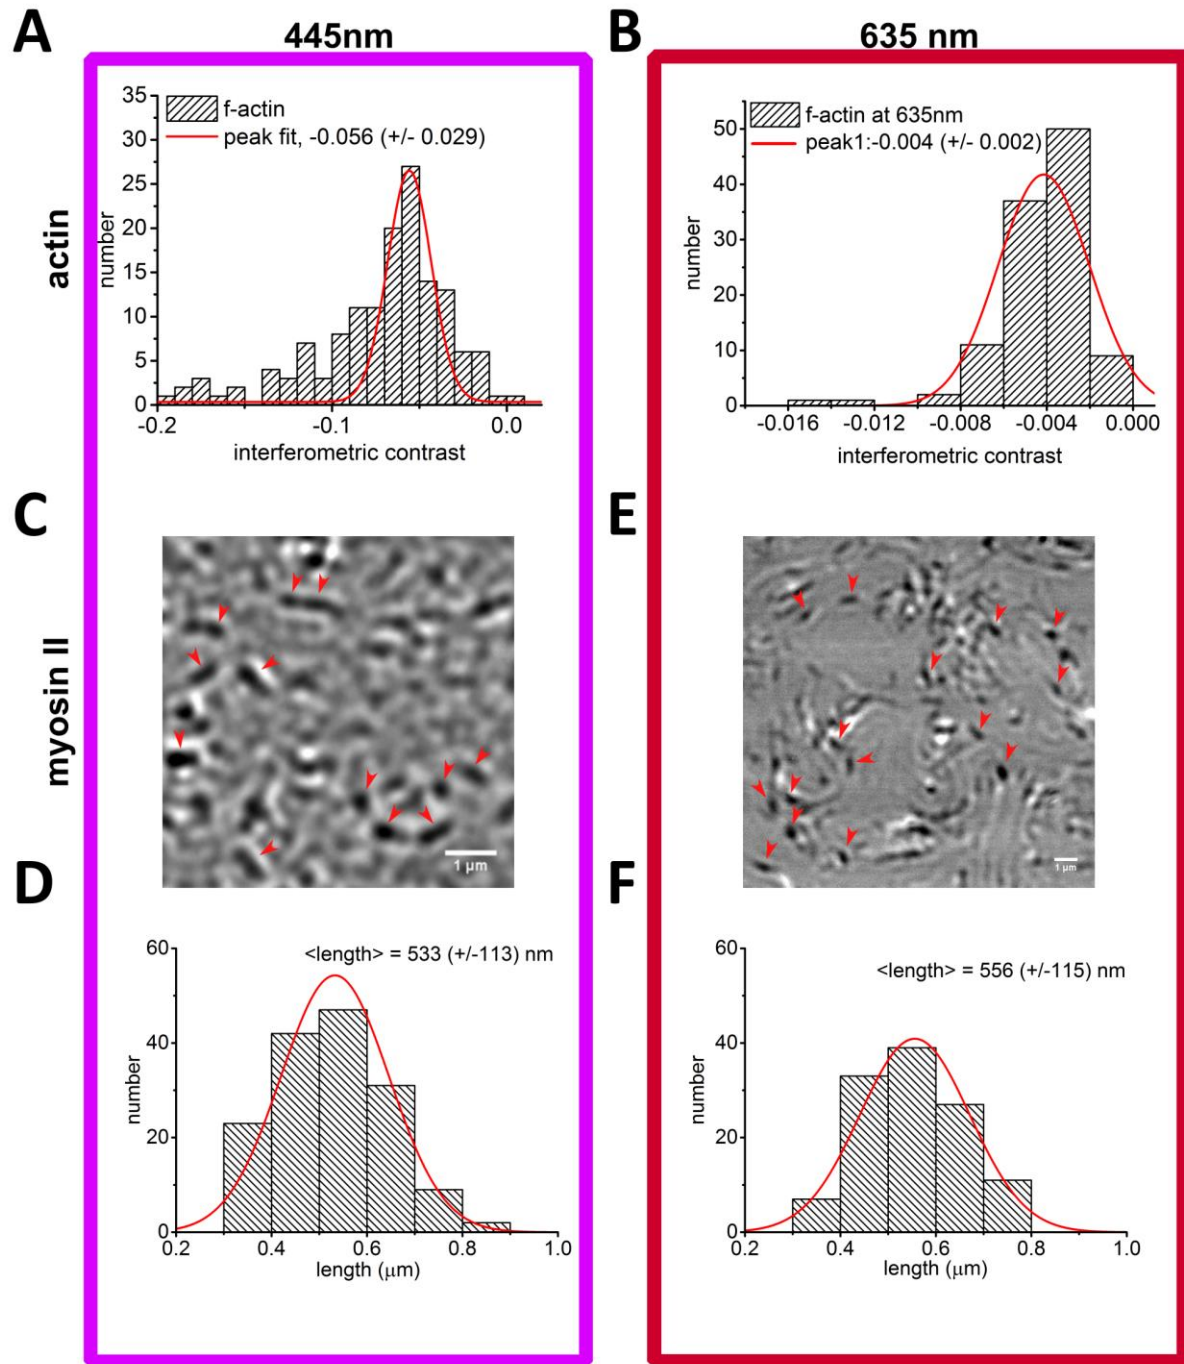 A
445nm
B
635 nm
actin
35
30
25
20
15
10
5
0
number
f-actin
peak fit, -0.056 (+/- 0.029)
-0.2
-0.1
0.0
interferometric contrast
50
40
30
20
10
0
number
f-actin at 635nm
peak1:-0.004 (+/- 0.002)
-0.016
-0.012
-0.008
-0.004
0.000
interferometric contrast
C
E
myosin II
1 µm
1 µm
D
F
60
40
20
0
number
<length> = 533 (+/-113) nm
0.2
0.4
0.6
0.8
1.0
length (µm)
60
40
20
0
number
<length> = 556 (+/-115) nm
0.2
0.4
0.6
0.8
1.0
length (µm)